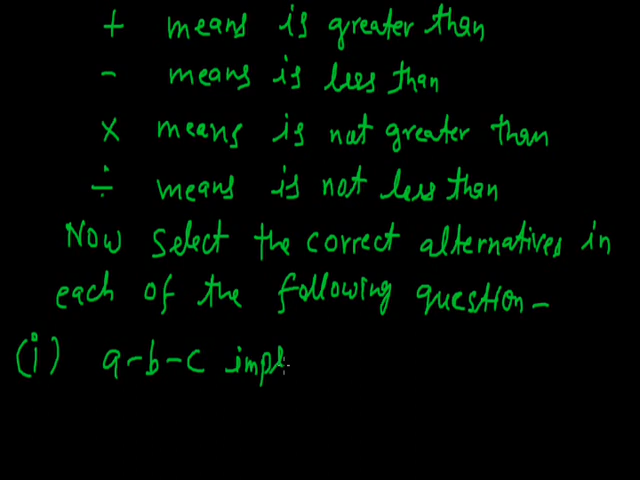 + means is greater than
- means is less than
× means is not greater than
÷ means is not less than
Now select the correct alternatives in
each of the following question -
(i) a-b-c impl